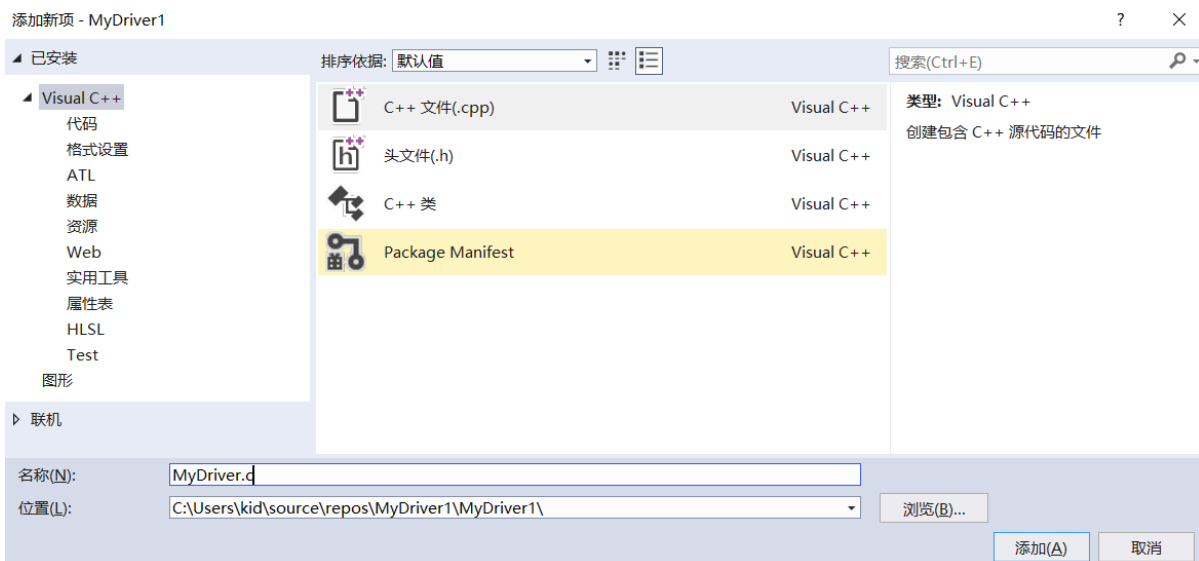 添加新项 - MyDriver1 ? ×
已安装
Visual C++
代码
格式设置
ATL
数据
资源
Web
实用工具
属性表
HLSL
Test
图形
联机
排序依据: 默认值
C++ 文件(.cpp) Visual C++
头文件(.h) Visual C++
C++ 类 Visual C++
Package Manifest Visual C++
搜索(Ctrl+E)
类型: Visual C++
创建包含 C++ 源代码的文件
名称(N): MyDriver.c
位置(L): C:\Users\kid\source\repos\MyDriver1\MyDriver1\ 浏览(B)...
添加(A) 取消